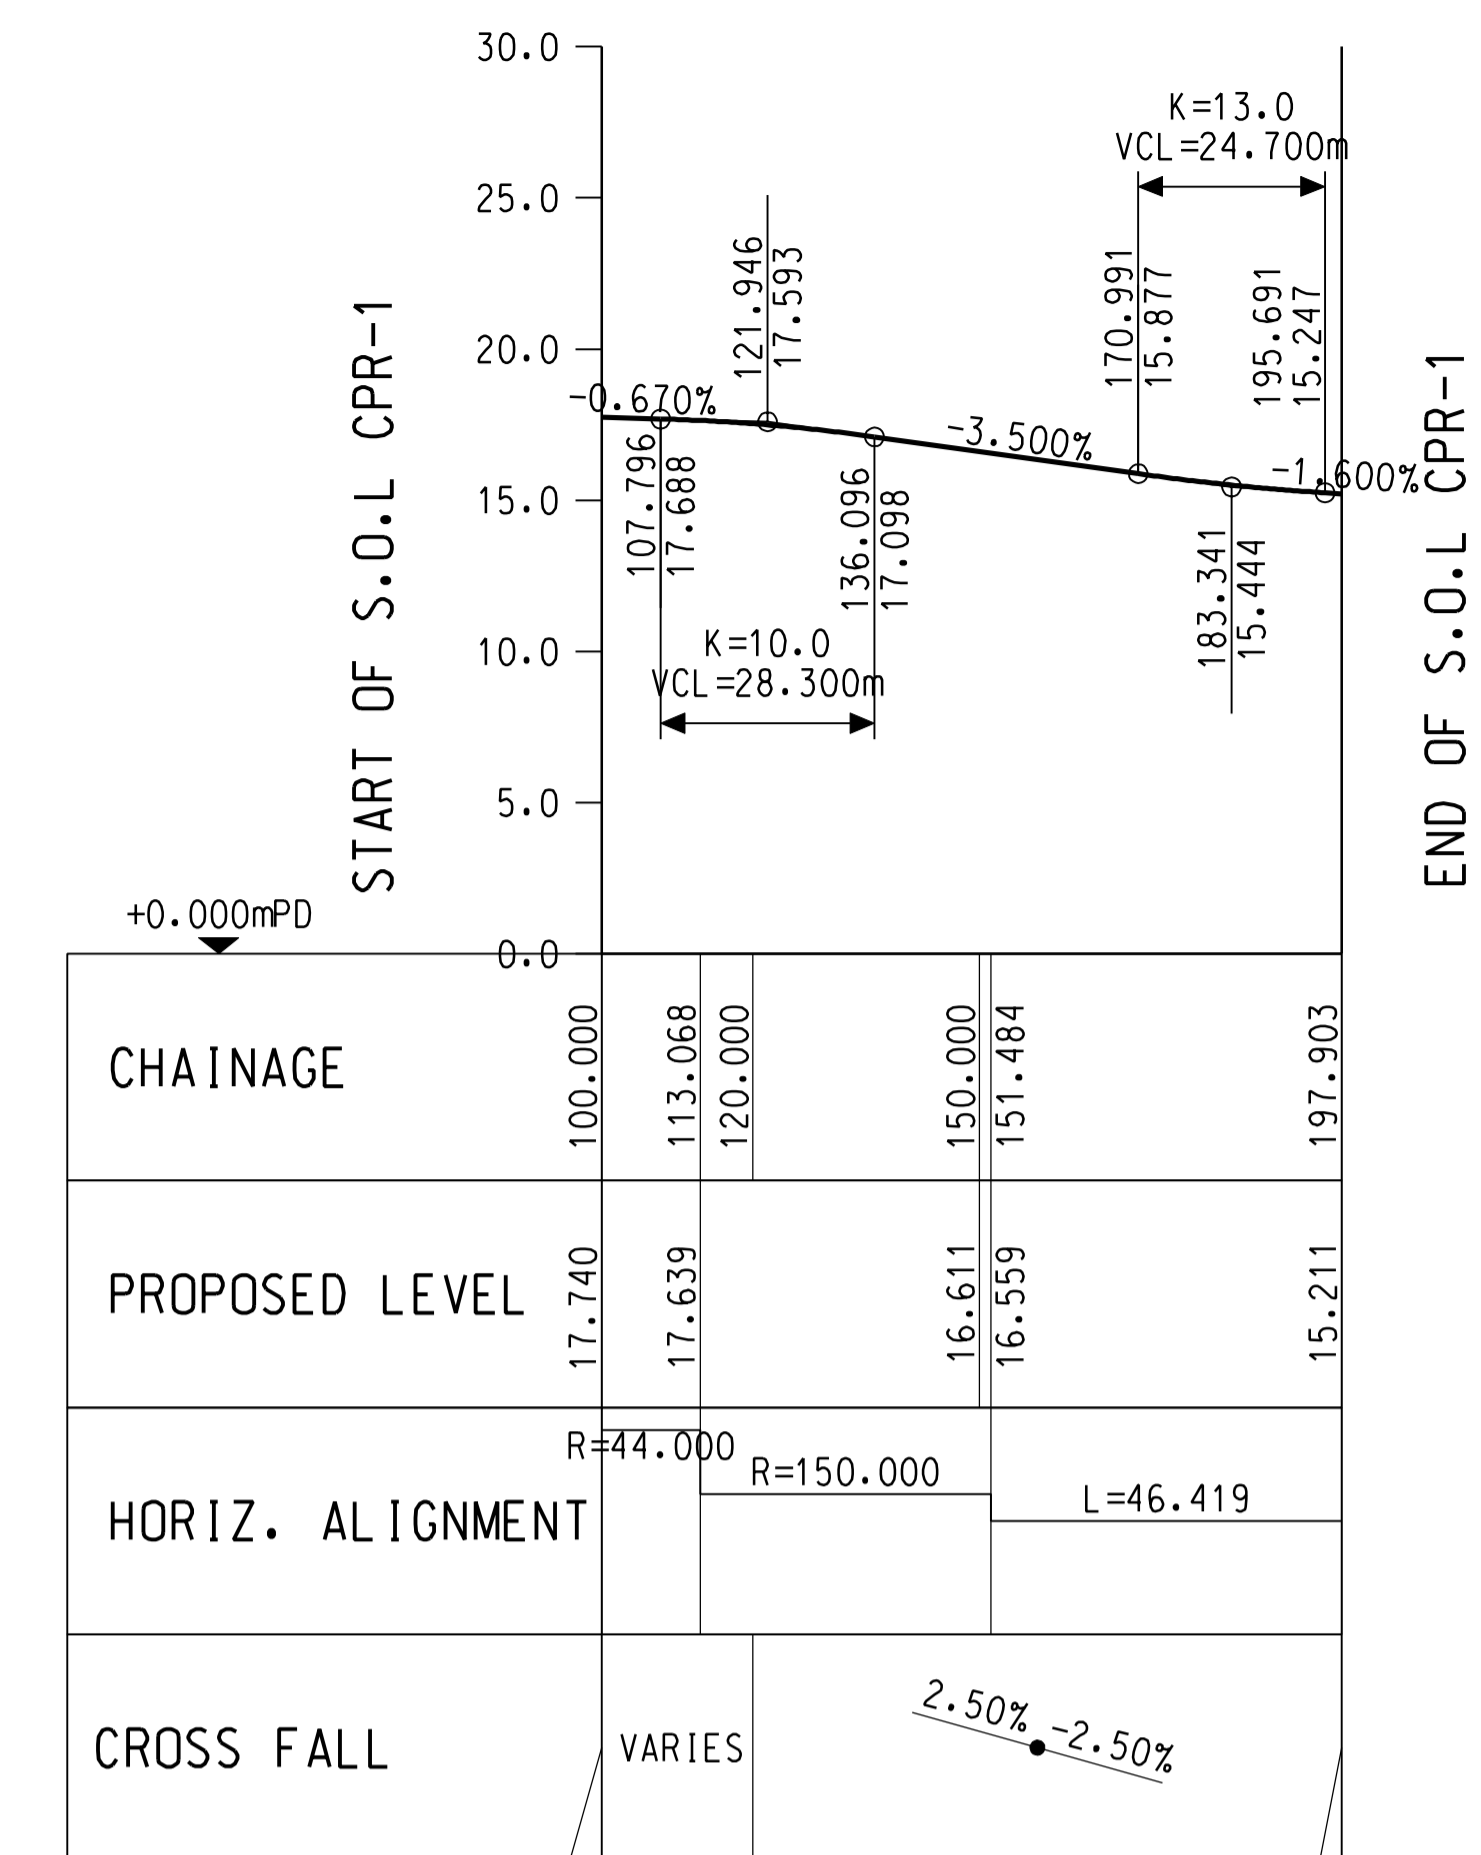 30.0
25.0
20.0
15.0
10.0
5.0
0.0
START OF S.O.L CPR-1
END OF S.O.L CPR-1
K=13.0
VCL=24.700m
121.946
17.593
170.991
15.877
195.691
15.247
-0.670%
-3.500%
-1.600%
107.796
17.688
136.096
17.098
183.341
15.444
K=10.0
VCL=28.300m
+0.000mPD
CHAINAGE
100.000
113.068
120.000
150.000
151.484
197.903
PROPOSED LEVEL
17.740
17.639
16.611
16.559
15.211
HORIZ. ALIGNMENT
R=44.000
R=150.000
L=46.419
CROSS FALL
VARIES
2.50%
-2.50%